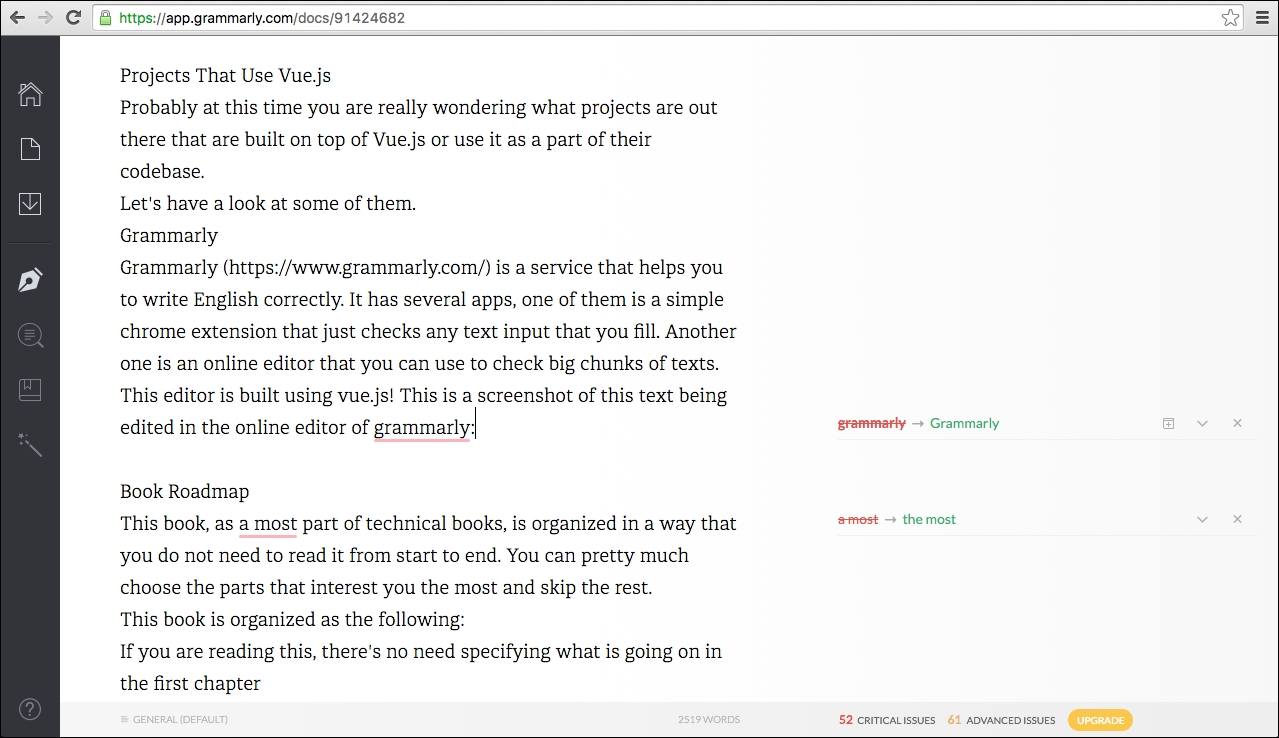 https://app.grammarly.com/docs/91424682
Projects That Use Vue.js
Probably at this time you are really wondering what projects are out
there that are built on top of Vue.js or use it as a part of their
codebase.
Let's have a look at some of them.
Grammarly
Grammarly (https://www.grammarly.com/) is a service that helps you
to write English correctly. It has several apps, one of them is a simple
chrome extension that just checks any text input that you fill. Another
one is an online editor that you can use to check big chunks of texts.
This editor is built using vue.js! This is a screenshot of this text being
edited in the online editor of grammarly:
grammarly → Grammarly
Book Roadmap
This book, as a most part of technical books, is organized in a way that
a most → the most
you do not need to read it from start to end. You can pretty much
choose the parts that interest you the most and skip the rest.
This book is organized as the following:
If you are reading this, there's no need specifying what is going on in
the first chapter
GENERAL (DEFAULT) 2519 WORDS 52 CRITICAL ISSUES 61 ADVANCED ISSUES UPGRADE